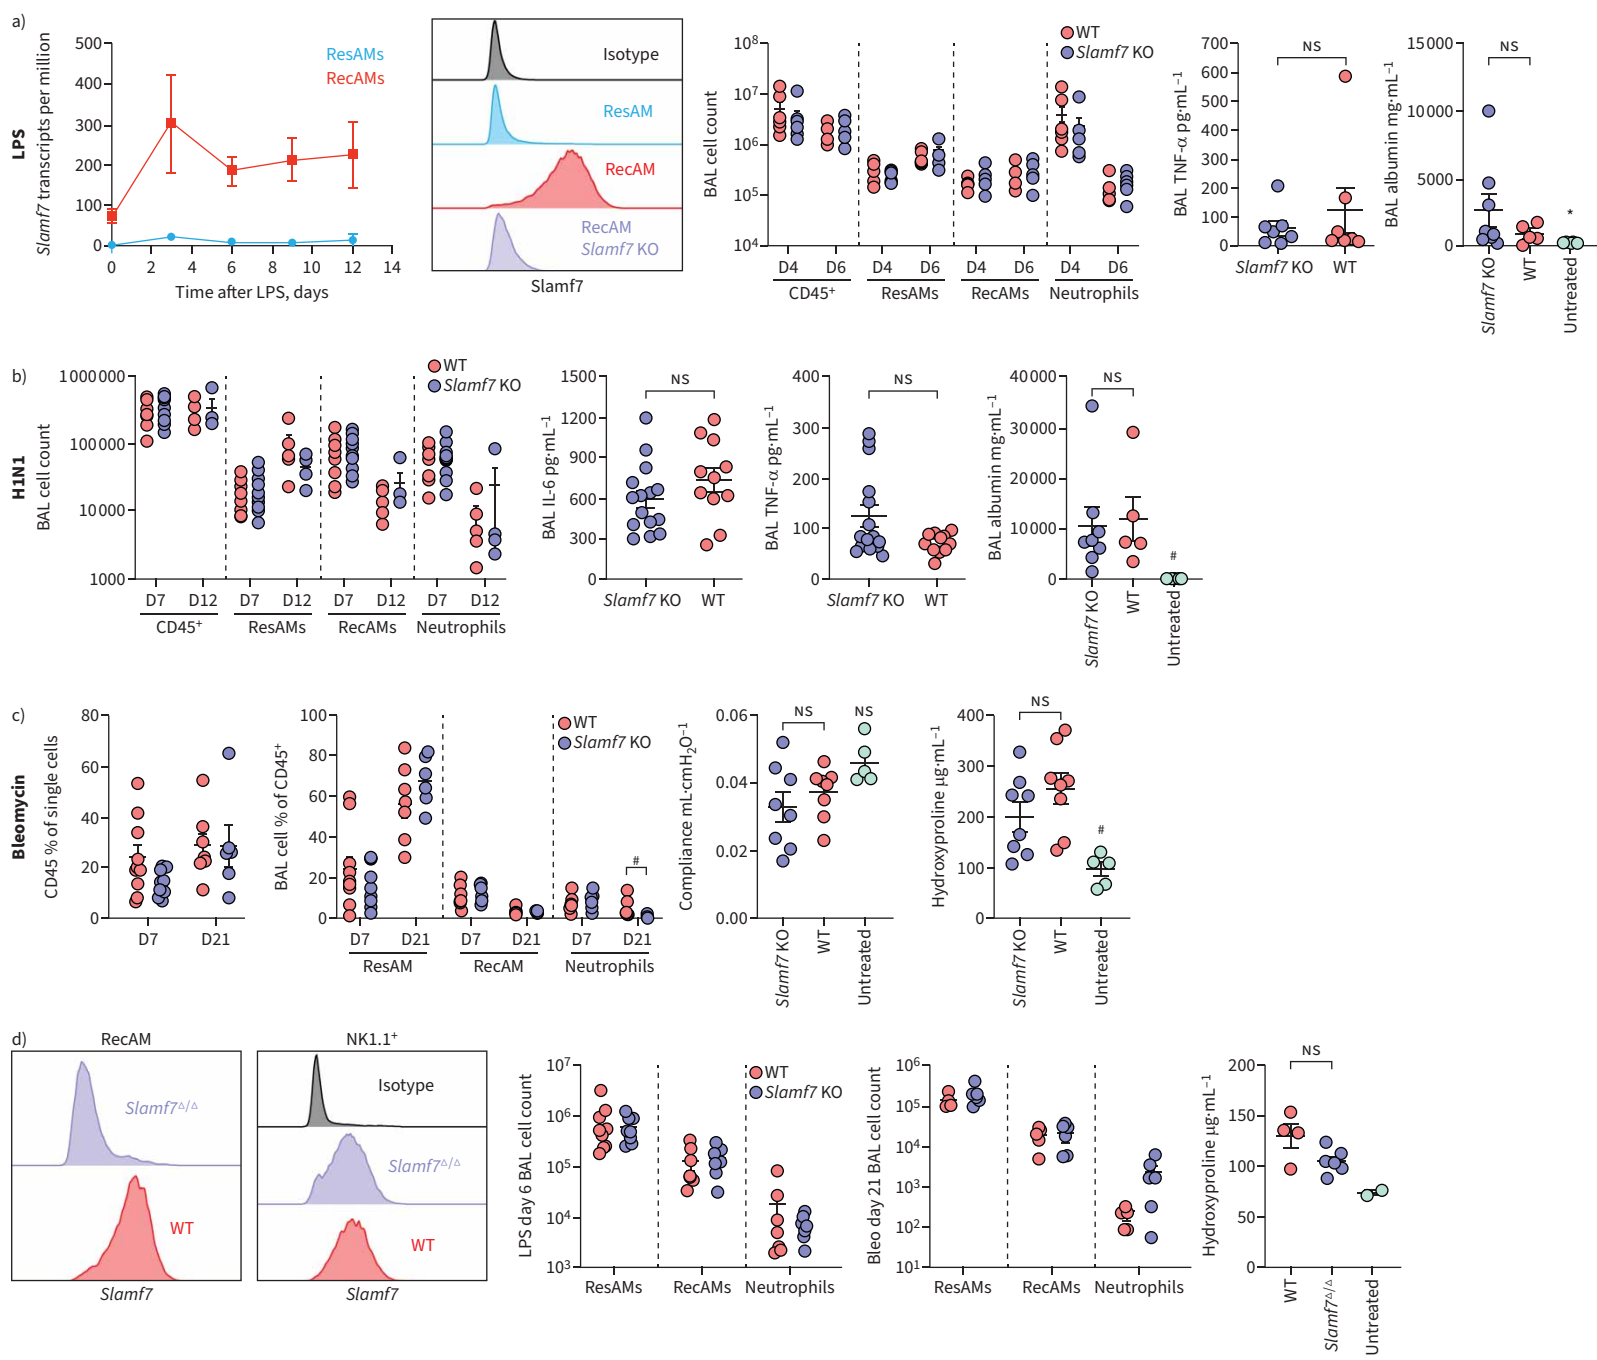 a)
LPS
Slamf7 transcripts per million
500
400
300
200
100
0
ResAMs
RecAMs
0 2 4 6 8 10 12 14
Time after LPS, days
Isotype
ResAM
RecAM
RecAM
Slamf7 KO
Slamf7
BAL cell count
10⁸
10⁷
10⁶
10⁵
10⁴
WT
Slamf7 KO
D4 D6 D4 D6 D4 D6 D4 D6
CD45⁺ ResAMs RecAMs Neutrophils
BAL TNF-α pg·mL⁻¹
700
600
500
400
300
200
100
0
NS
Slamf7 KO WT
BAL albumin mg·mL⁻¹
15000
10000
5000
0
NS
*
Slamf7 KO
WT
Untreated
b)
H1N1
BAL cell count
1000000
100000
10000
1000
WT
Slamf7 KO
D7 D12 D7 D12 D7 D12 D7 D12
CD45⁺ ResAMs RecAMs Neutrophils
BAL IL-6 pg·mL⁻¹
1500
1200
900
600
300
0
NS
Slamf7 KO WT
BAL TNF-α pg·mL⁻¹
400
300
200
100
0
NS
Slamf7 KO WT
BAL albumin mg·mL⁻¹
40000
30000
20000
10000
0
NS
#
Slamf7 KO
WT
Untreated
c)
Bleomycin
CD45 % of single cells
80
60
40
20
0
D7 D21
BAL cell % of CD45⁺
100
80
60
40
20
0
WT
Slamf7 KO
#
D7 D21 D7 D21 D7 D21
ResAM RecAM Neutrophils
Compliance mL·cmH₂O⁻¹
0.06
0.04
0.02
0.00
NS NS
Slamf7 KO
WT
Untreated
Hydroxyproline µg·mL⁻¹
400
300
200
100
0
NS
#
Slamf7 KO
WT
Untreated
d)
RecAM
Slamf7Δ/Δ
WT
Slamf7
NK1.1⁺
Isotype
Slamf7Δ/Δ
WT
Slamf7
LPS day 6 BAL cell count
10⁷
10⁶
10⁵
10⁴
10³
WT
Slamf7 KO
ResAMs RecAMs Neutrophils
Bleo day 21 BAL cell count
10⁶
10⁵
10⁴
10³
10²
10¹
ResAMs RecAMs Neutrophils
Hydroxyproline µg·mL⁻¹
200
150
100
50
0
NS
WT
Slamf7Δ/Δ
Untreated